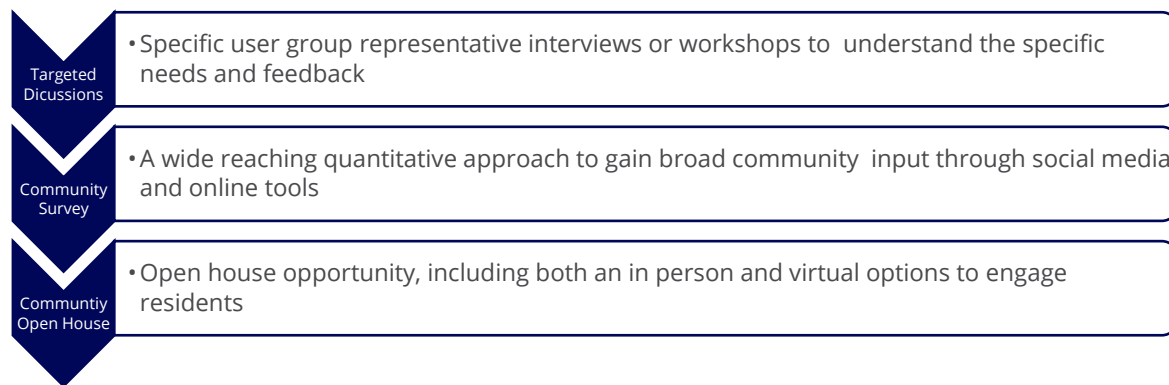 Targeted
Dicussions
• Specific user group representative interviews or workshops to  understand the specific
needs and feedback
Community
Survey
• A wide reaching quantitative approach to gain broad community  input through social media
and online tools
Communtiy
Open House
• Open house opportunity, including both an in person and virtual options to engage
residents